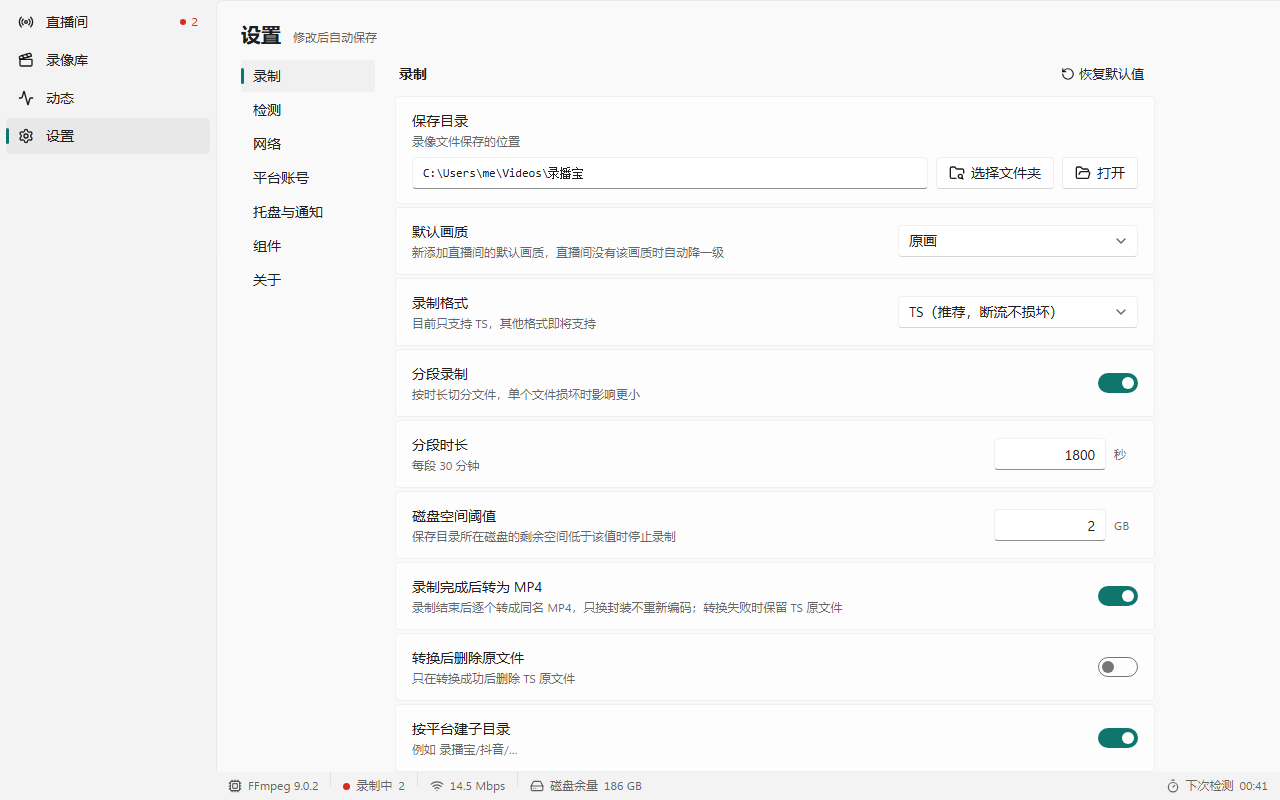 直播间 2
录像库
动态
设置
设置 修改后自动保存
录制
检测
网络
平台账号
托盘与通知
组件
关于
录制 恢复默认值
保存目录
录像文件保存的位置
C:\Users\me\Videos\录播宝 选择文件夹 打开
默认画质
新添加直播间的默认画质，直播间没有该画质时自动降一级
原画
录制格式
目前只支持 TS，其他格式即将支持
TS（推荐，断流不损坏）
分段录制
按时长切分文件，单个文件损坏时影响更小
分段时长
每段 30 分钟
1800 秒
磁盘空间阈值
保存目录所在磁盘的剩余空间低于该值时停止录制
2 GB
录制完成后转为 MP4
录制结束后逐个转成同名 MP4，只换封装不重新编码；转换失败时保留 TS 原文件
转换后删除原文件
只在转换成功后删除 TS 原文件
按平台建子目录
例如 录播宝/抖音/...
FFmpeg 9.0.2 录制中 2 14.5 Mbps 磁盘余量 186 GB 下次检测 00:41